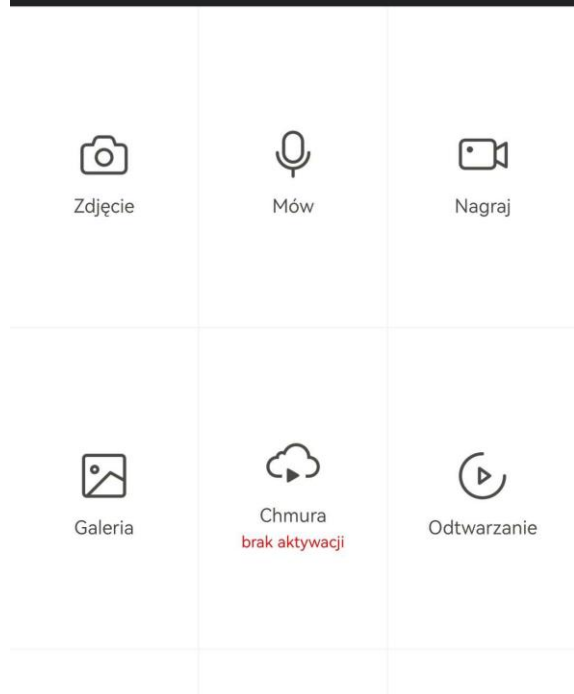 Zdjęcie
Mów
Nagraj
Galeria
Chmura
brak aktywacji
Odtwarzanie